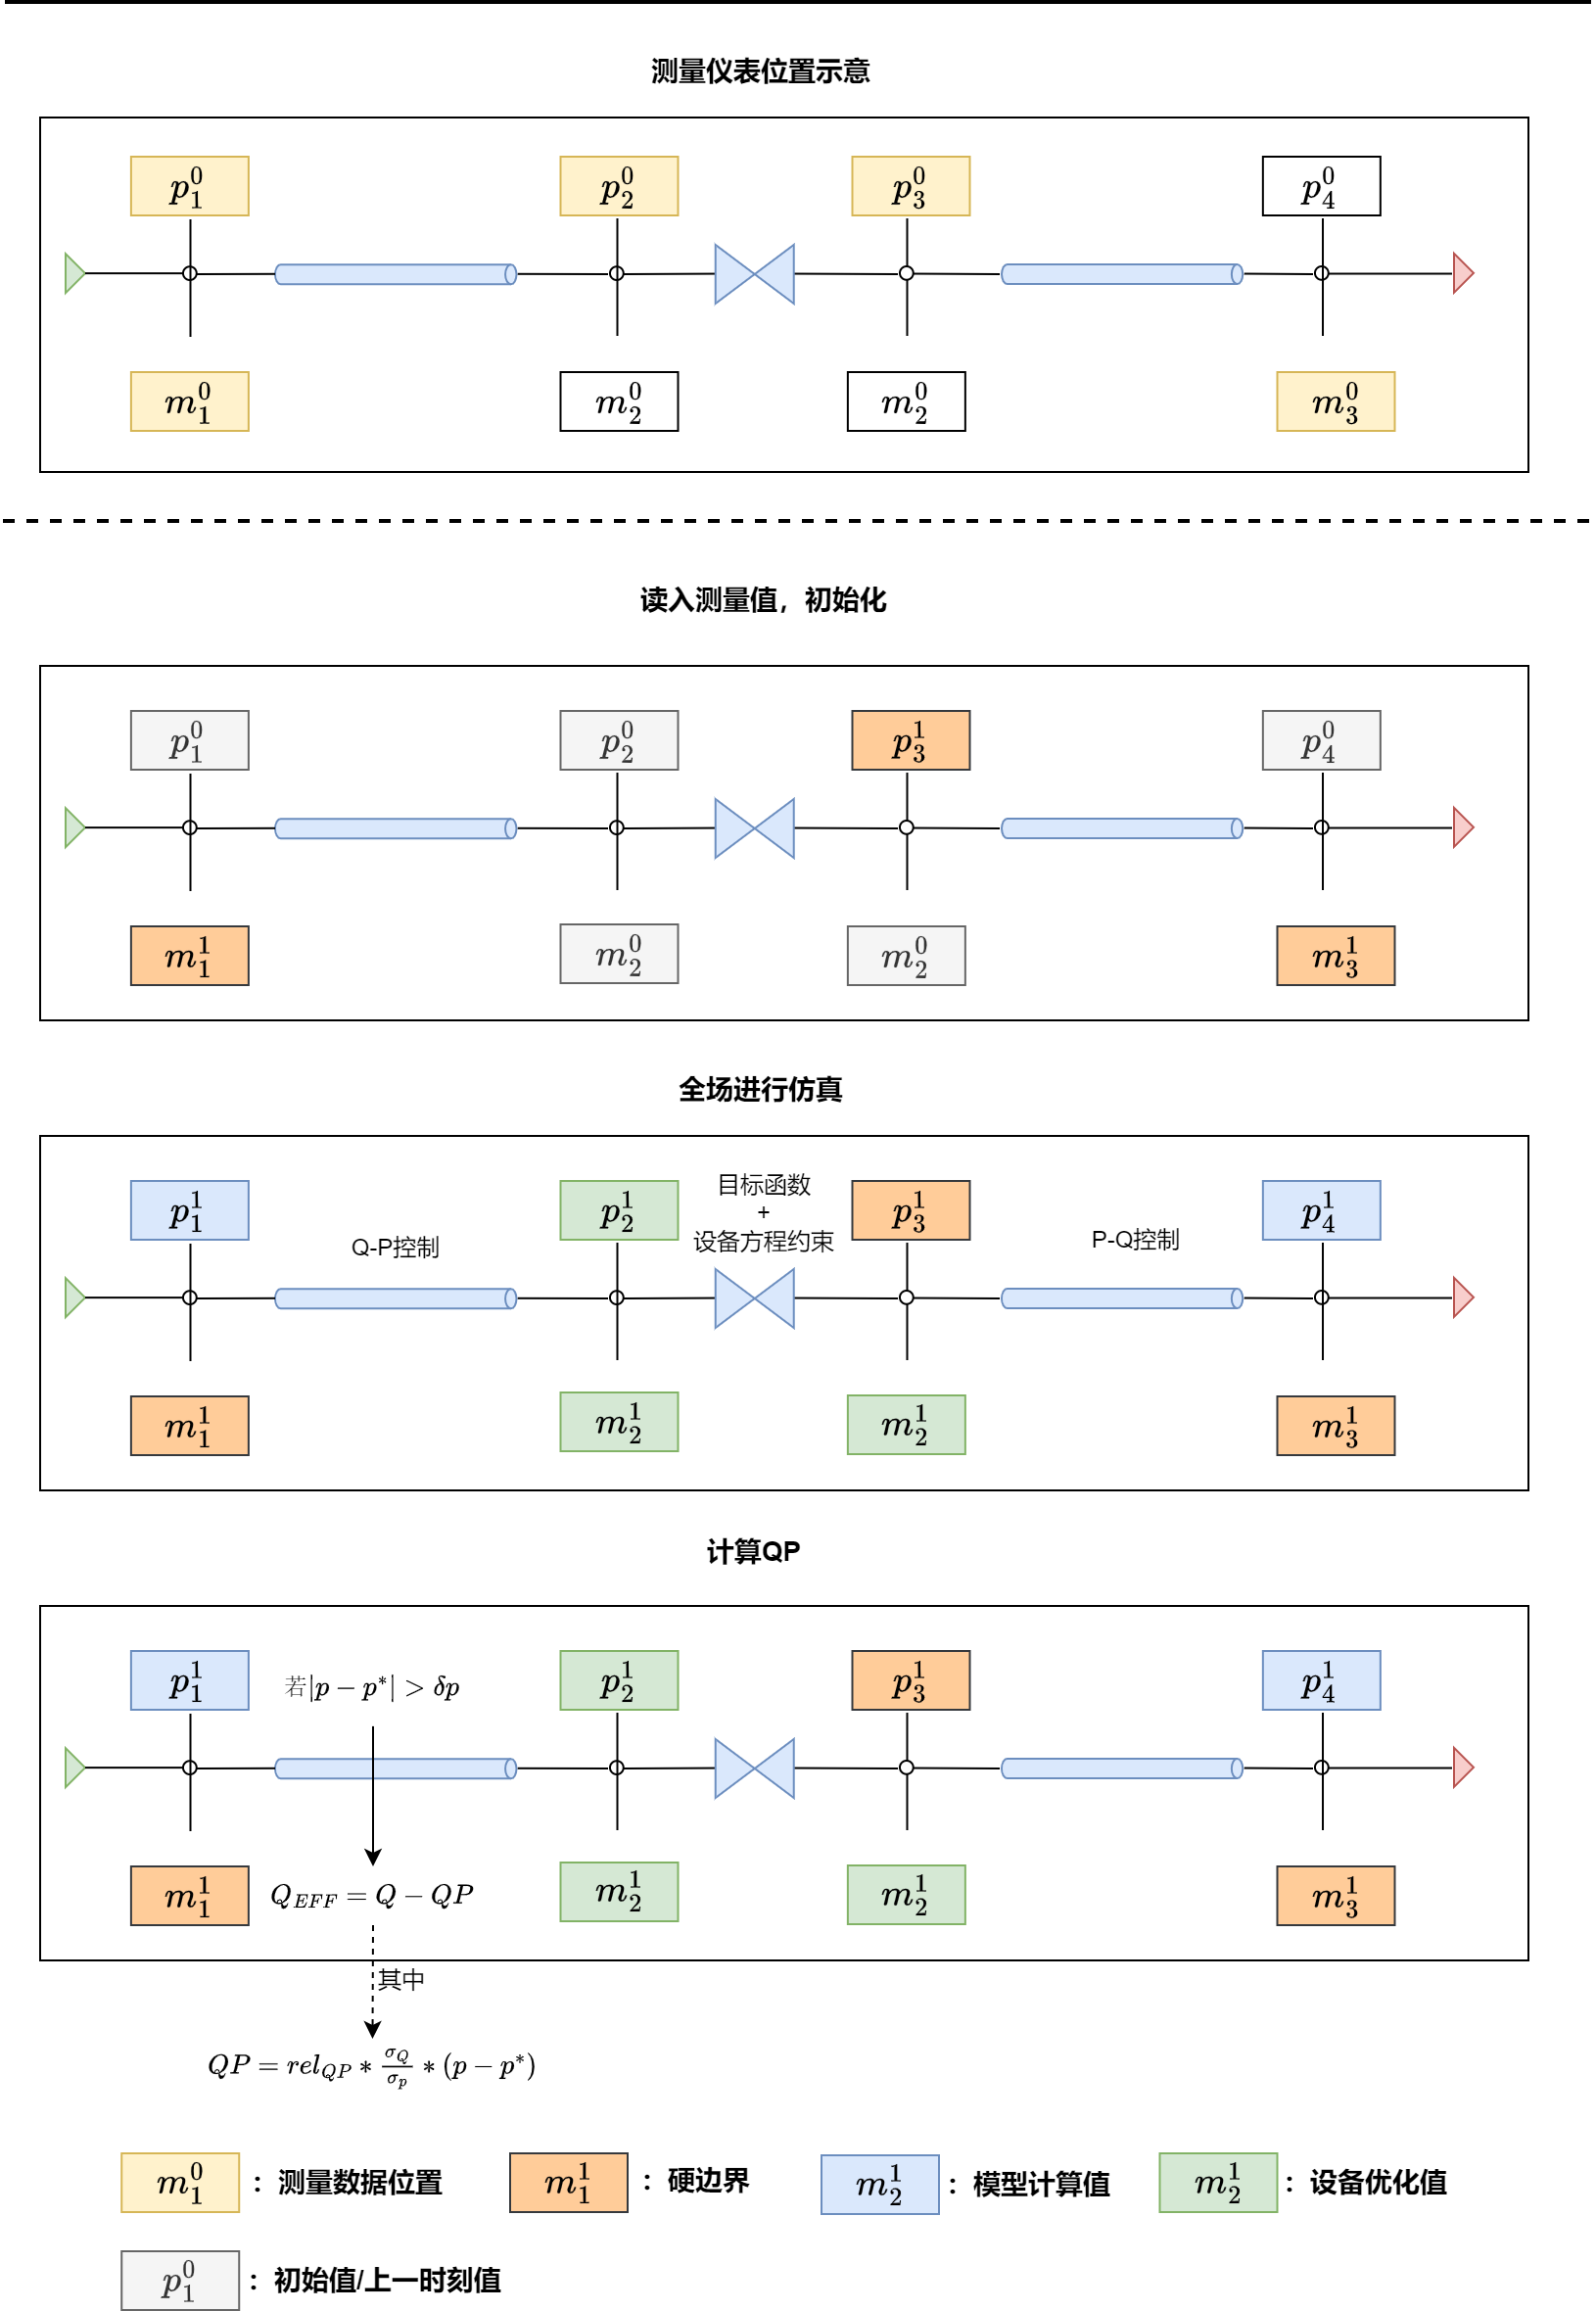 测量仪表位置示意
$p_1^0$
$p_2^0$
$p_3^0$
$p_4^0$
$m_1^0$
$m_2^0$
$m_2^0$
$m_3^0$
读入测量值，初始化
$p_1^0$
$p_2^0$
$p_3^1$
$p_4^0$
$m_1^1$
$m_2^0$
$m_2^0$
$m_3^1$
全场进行仿真
$p_1^1$
Q-P控制
$p_2^1$
目标函数
+
设备方程约束
$p_3^1$
P-Q控制
$p_4^1$
$m_1^1$
$m_2^1$
$m_2^1$
$m_3^1$
计算QP
$p_1^1$
若$|p-p^*|>\delta p$
$p_2^1$
$p_3^1$
$p_4^1$
$m_1^1$
$Q_{EFF}=Q-QP$
$m_2^1$
$m_2^1$
$m_3^1$
其中
$QP=rel_{QP}*\frac{\sigma_Q}{\sigma_p}*(p-p^*)$
$m_1^0$ ：测量数据位置
$m_1^1$ ：硬边界
$m_2^1$ ：模型计算值
$m_2^1$ ：设备优化值
$p_1^0$ ：初始值/上一时刻值